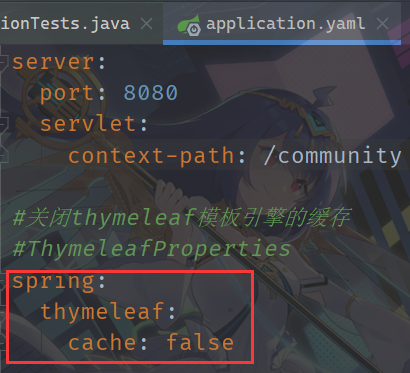 ionTests.java × application.yaml ×
server:
port: 8080
servlet:
context-path: /community
#关闭thymeleaf模板引擎的缓存
#ThymeleafProperties
spring:
thymeleaf:
cache: false